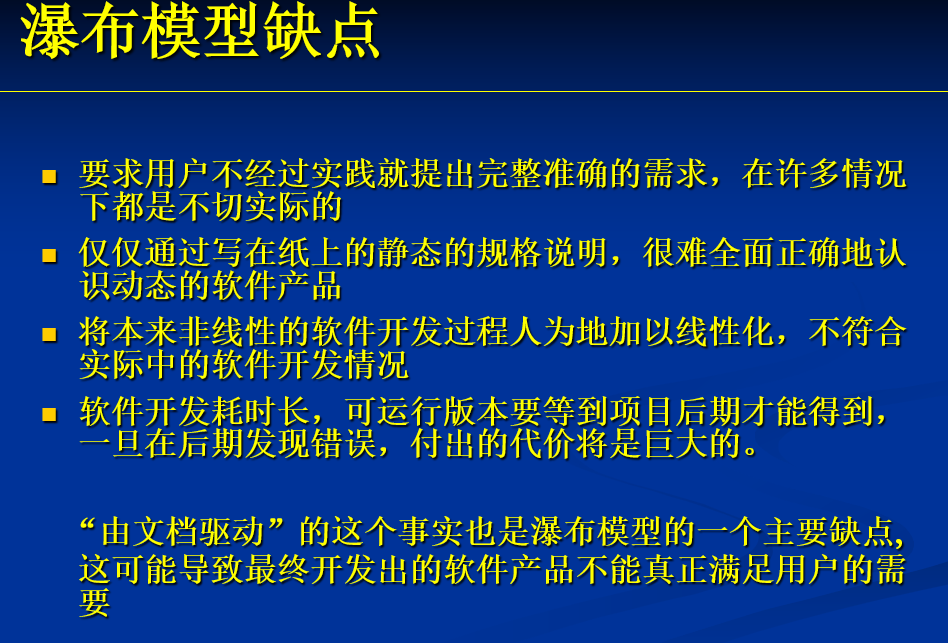 瀑布模型缺点
要求用户不经过实践就提出完整准确的需求，在许多情况
下都是不切实际的
仅仅通过写在纸上的静态的规格说明，很难全面正确地认
识动态的软件产品
将本来非线性的软件开发过程人为地加以线性化，不符合
实际中的软件开发情况
软件开发耗时长，可运行版本要等到项目后期才能得到，
一旦在后期发现错误，付出的代价将是巨大的。
“由文档驱动”的这个事实也是瀑布模型的一个主要缺点,
这可能导致最终开发出的软件产品不能真正满足用户的需
要